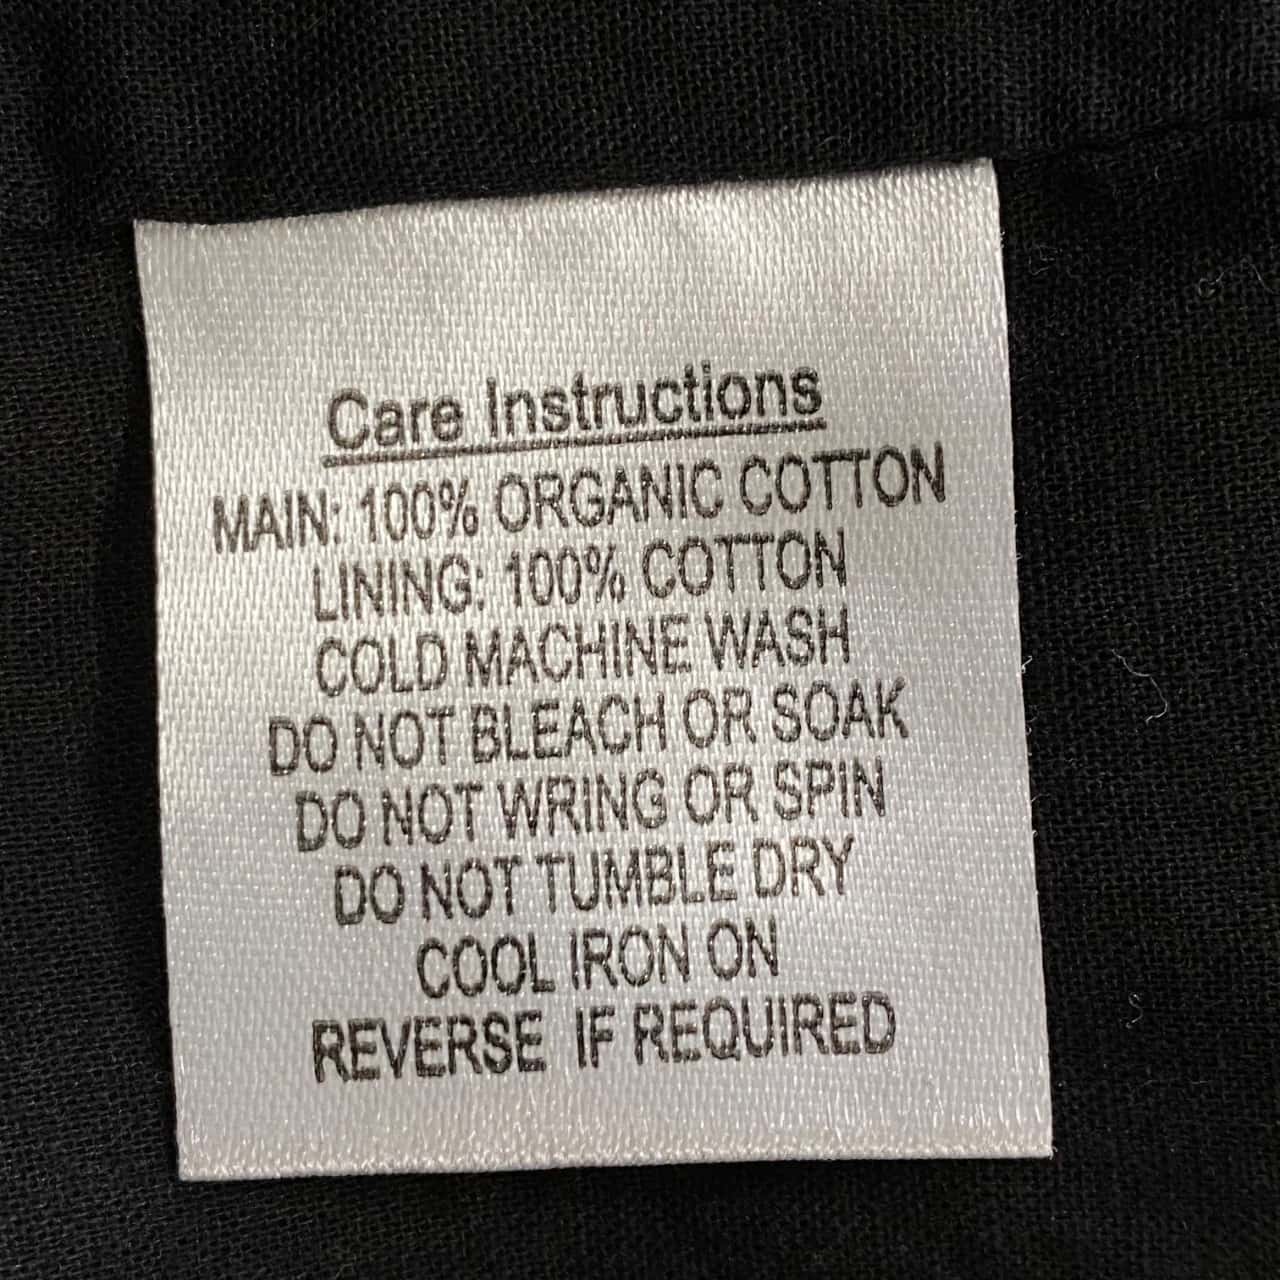 Care Instructions
MAIN: 100% ORGANIC COTTON
LINING: 100% COTTON
COLD MACHINE WASH
DO NOT BLEACH OR SOAK
DO NOT WRING OR SPIN
DO NOT TUMBLE DRY
COOL IRON ON
REVERSE IF REQUIRED